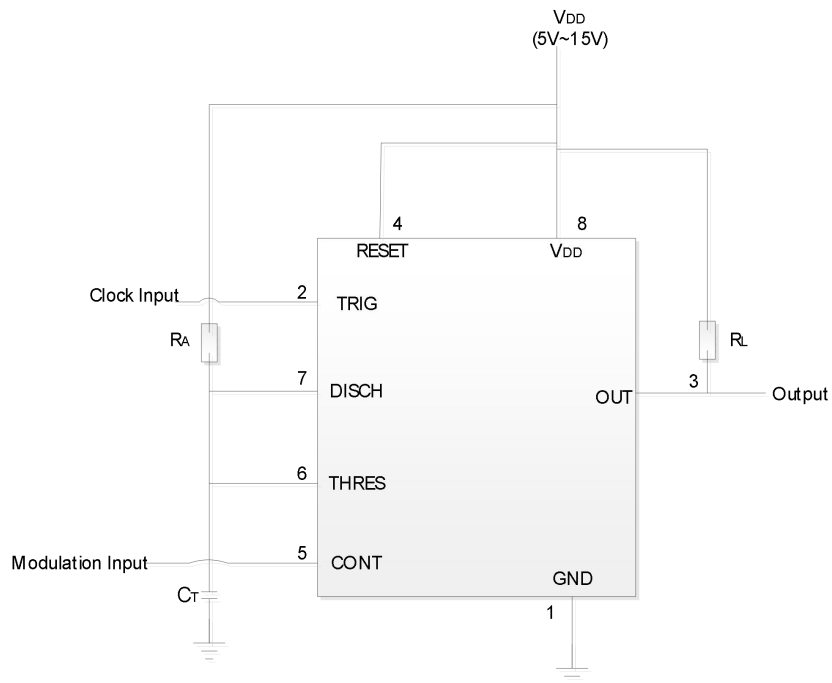 VDD
(5V~15V)
4
8
RESET
VDD
Clock Input
2
TRIG
RA
RL
7
DISCH
3
OUT
Output
6
THRES
Modulation Input
5
CONT
GND
CT
1